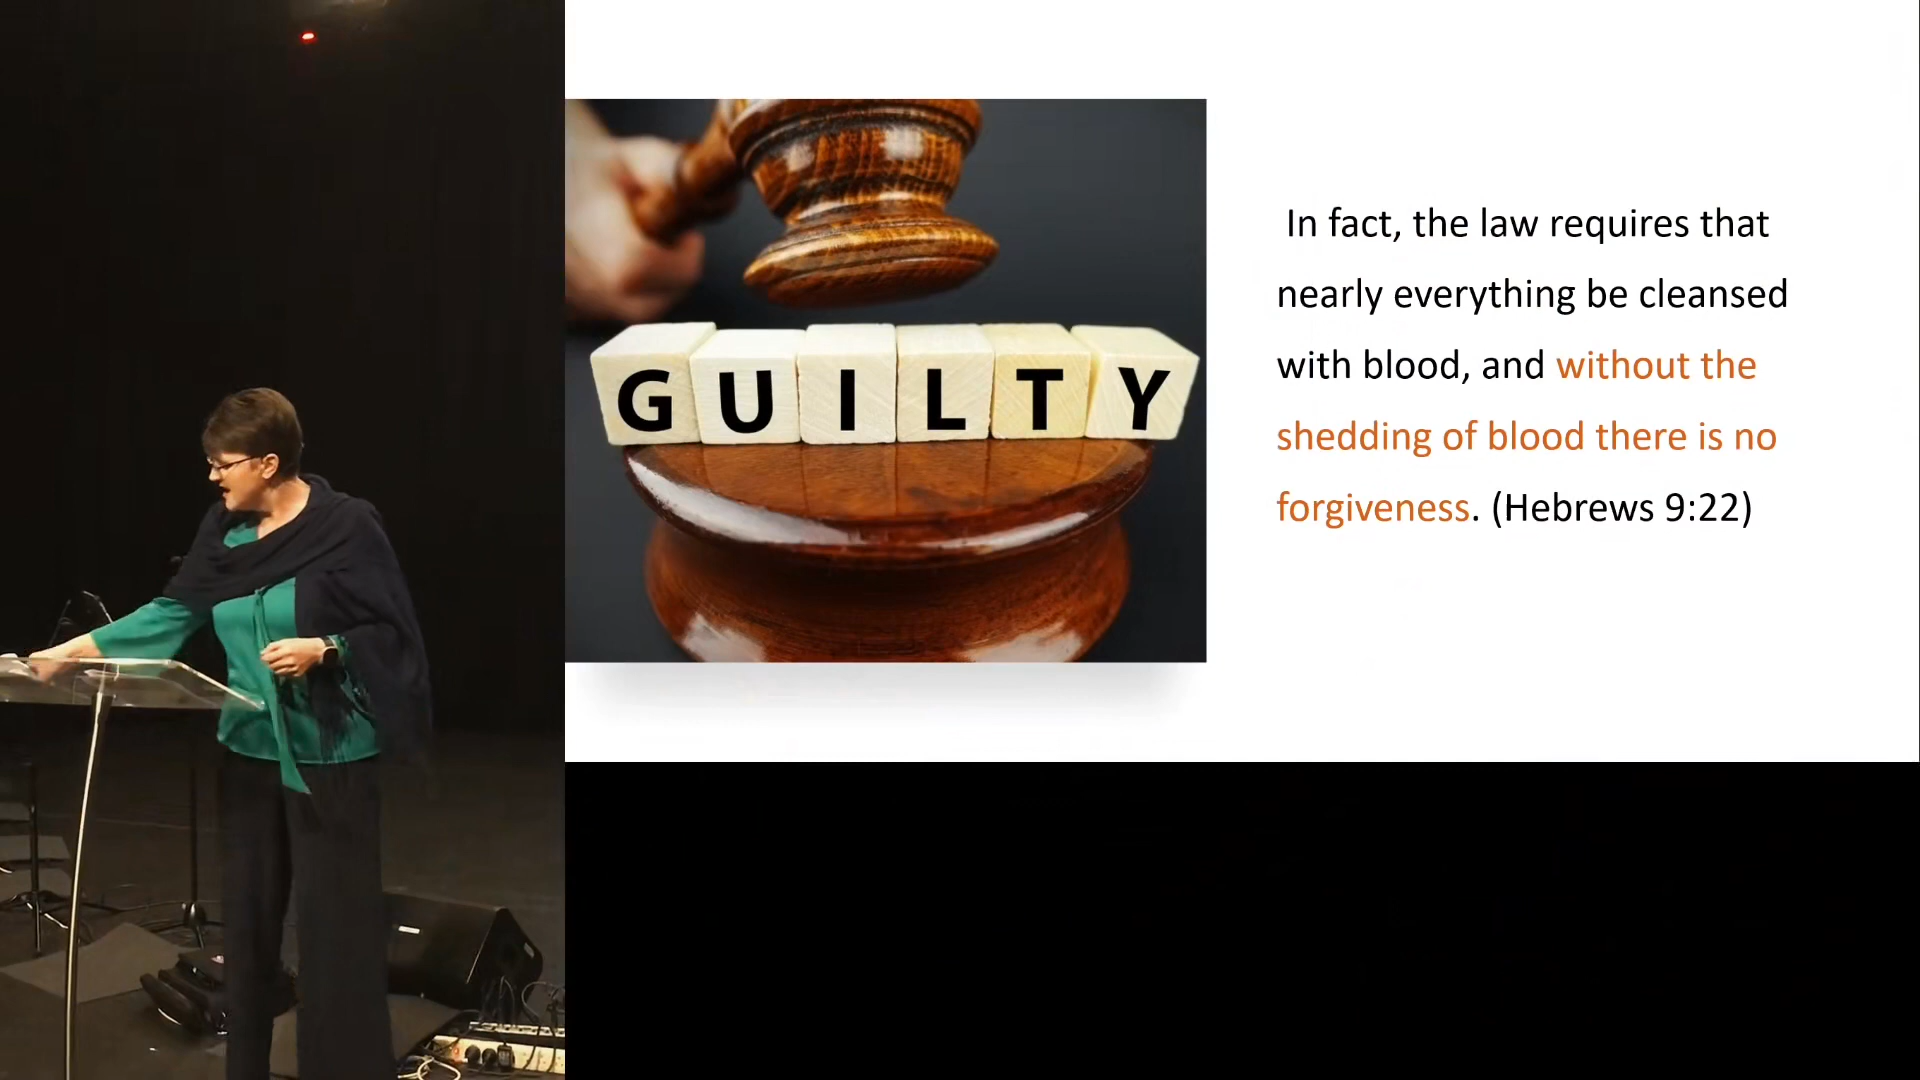 GUILTY
In fact, the law requires that
nearly everything be cleansed
with blood, and without the
shedding of blood there is no
forgiveness. (Hebrews 9:22)